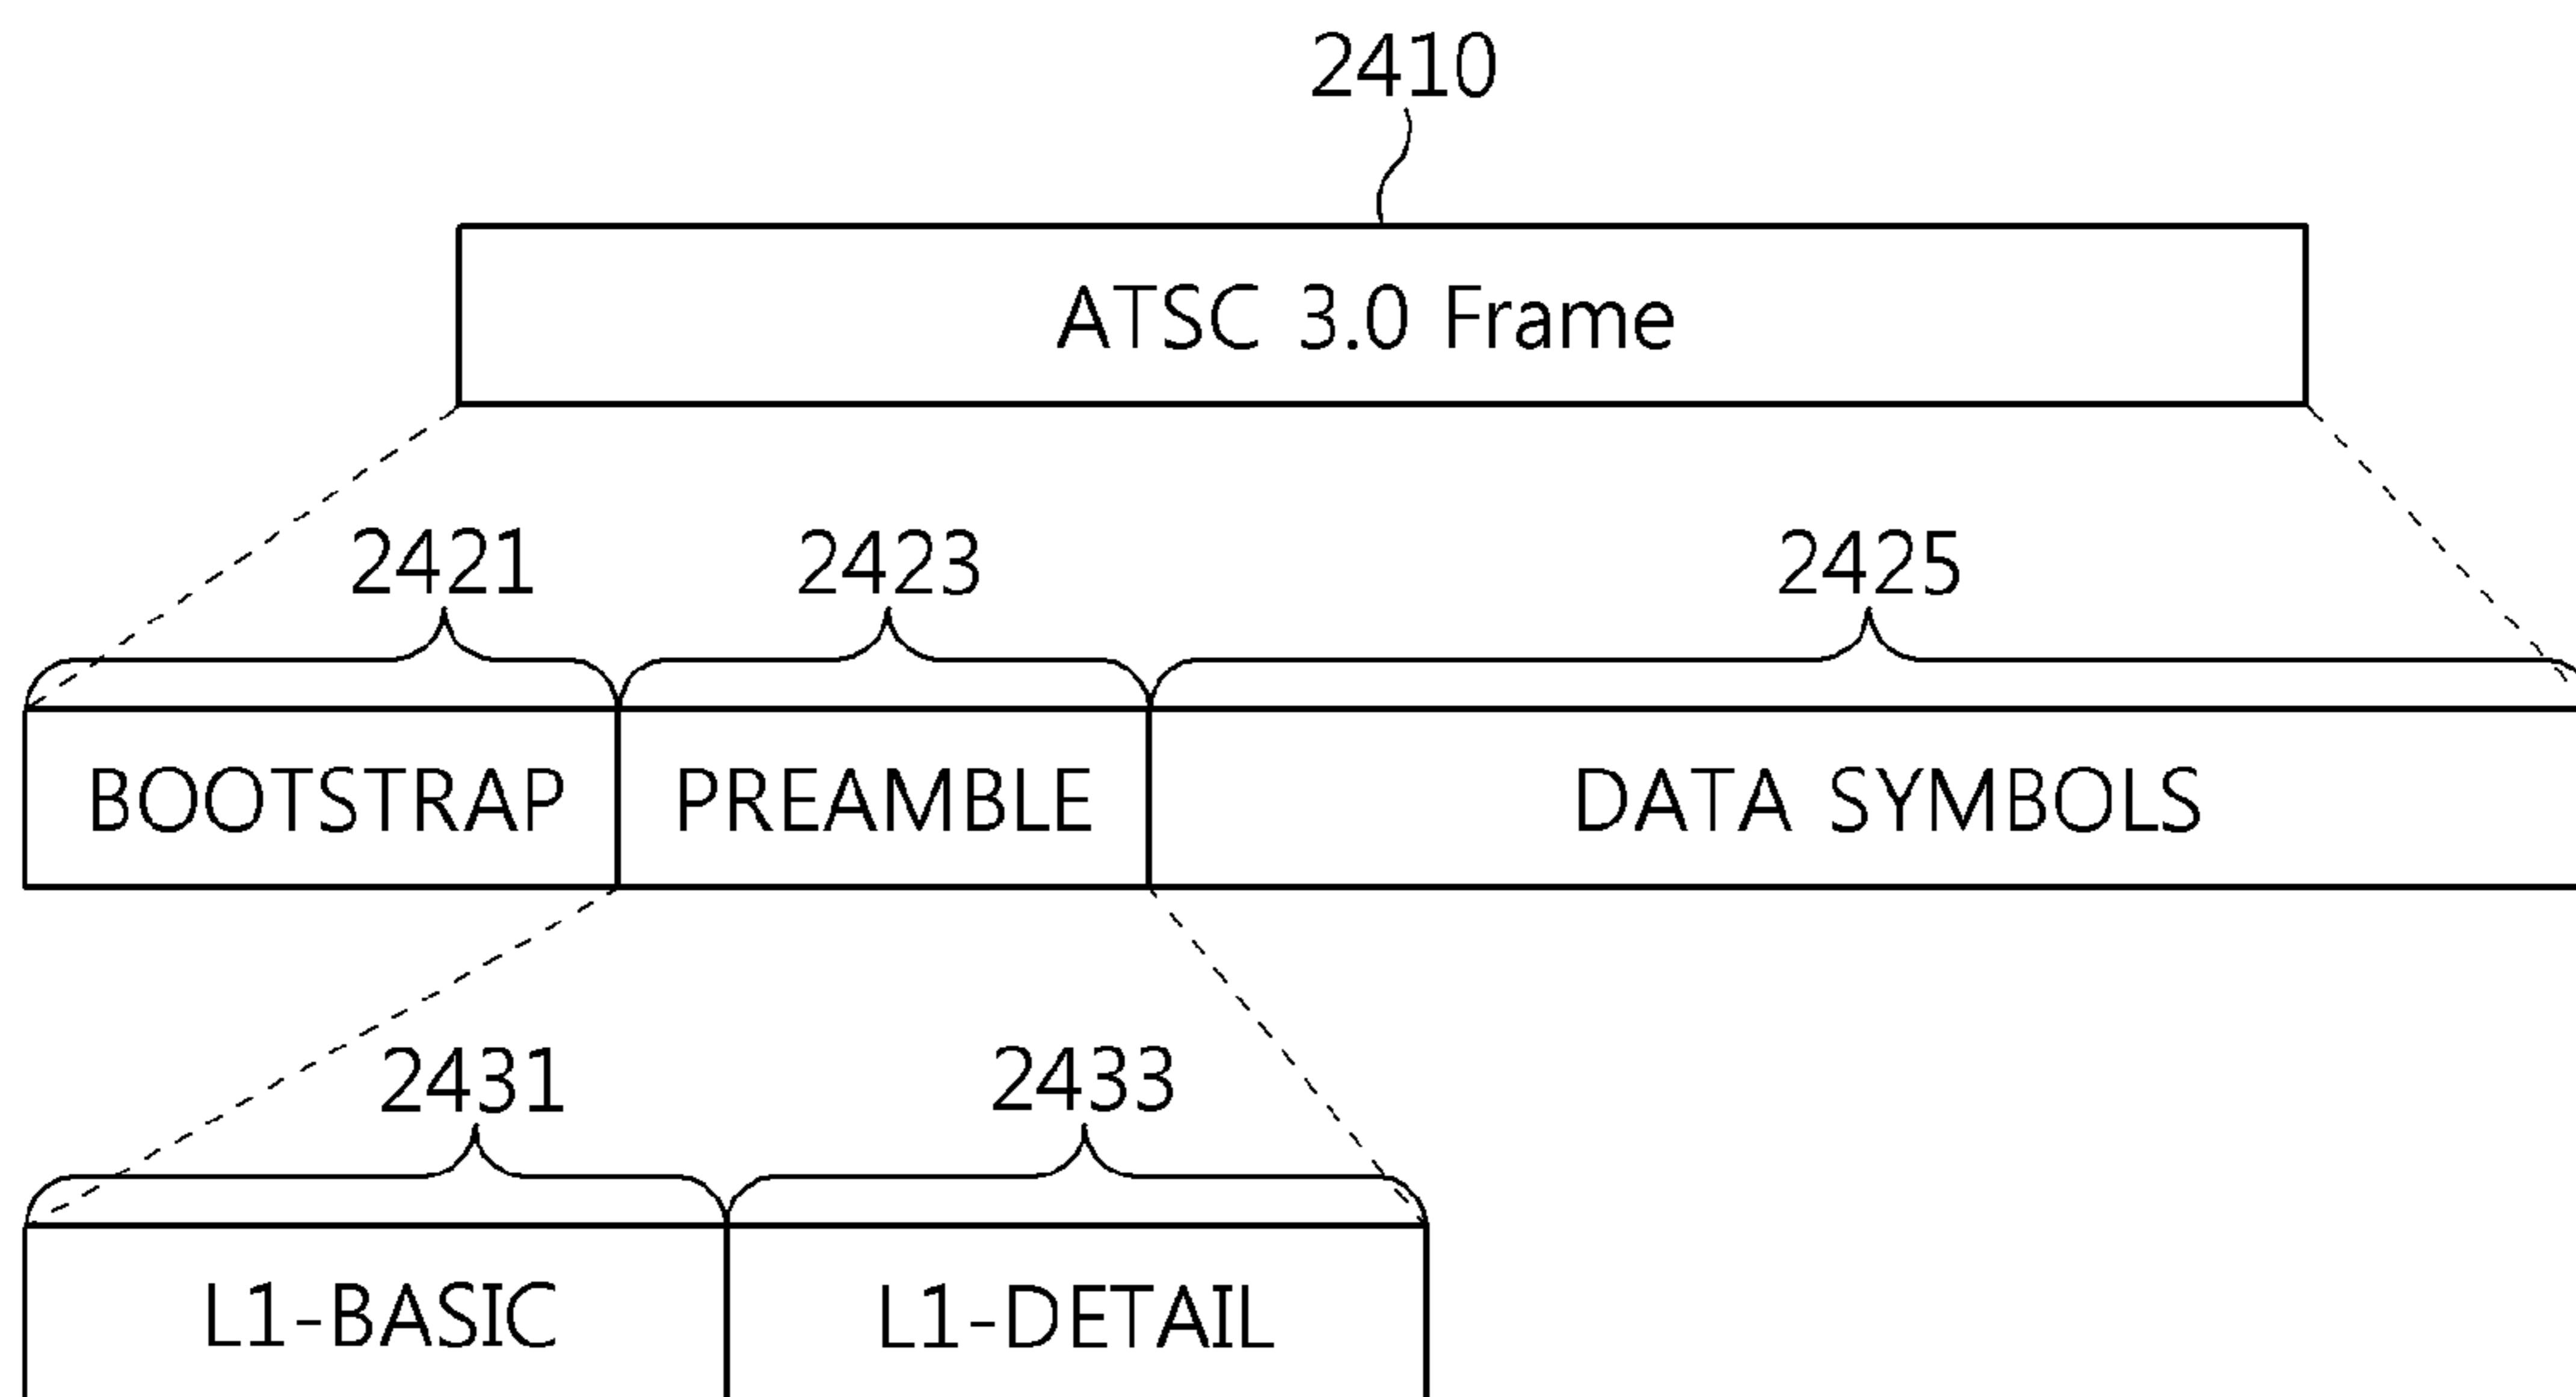 2410
ATSC 3.0 Frame
2421 2423 2425
BOOTSTRAP PREAMBLE DATA SYMBOLS
2431 2433
L1-BASIC L1-DETAIL